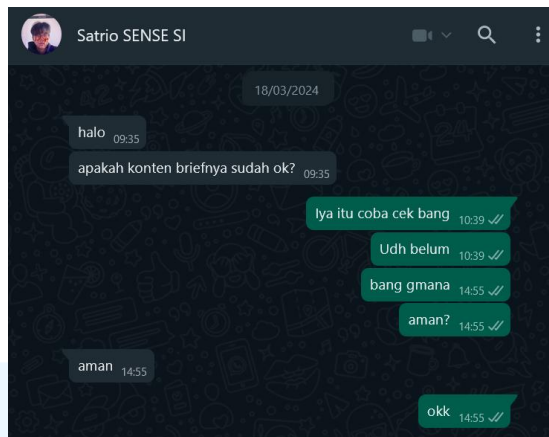 Satrio SENSE SI
18/03/2024
halo 09:35
apakah konten briefnya sudah ok? 09:35
Iya itu coba cek bang 10:39
Udh belum 10:39
bang gmana 14:55
aman? 14:55
aman 14:55
okk 14:55